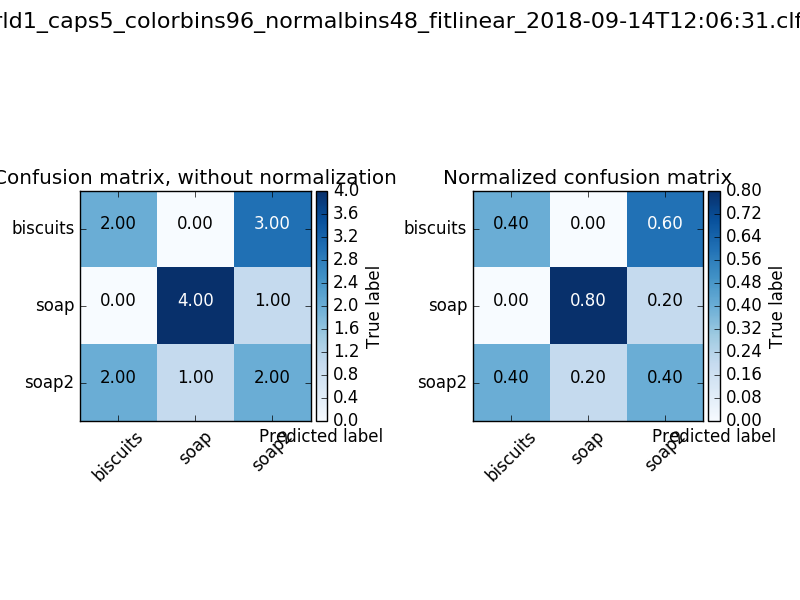 rld1_caps5_colorbins96_normalbins48_fitlinear_2018-09-14T12:06:31.clf
Confusion matrix, without normalization
biscuits 2.00 0.00 3.00
soap 0.00 4.00 1.00
soap2 2.00 1.00 2.00
biscuits soap soap2
Predicted label
4.0
3.6
3.2
2.8
2.4
2.0
1.6
1.2
0.8
0.4
0.0
True label
Normalized confusion matrix
biscuits 0.40 0.00 0.60
soap 0.00 0.80 0.20
soap2 0.40 0.20 0.40
biscuits soap soap2
Predicted label
0.80
0.72
0.64
0.56
0.48
0.40
0.32
0.24
0.16
0.08
0.00
True label